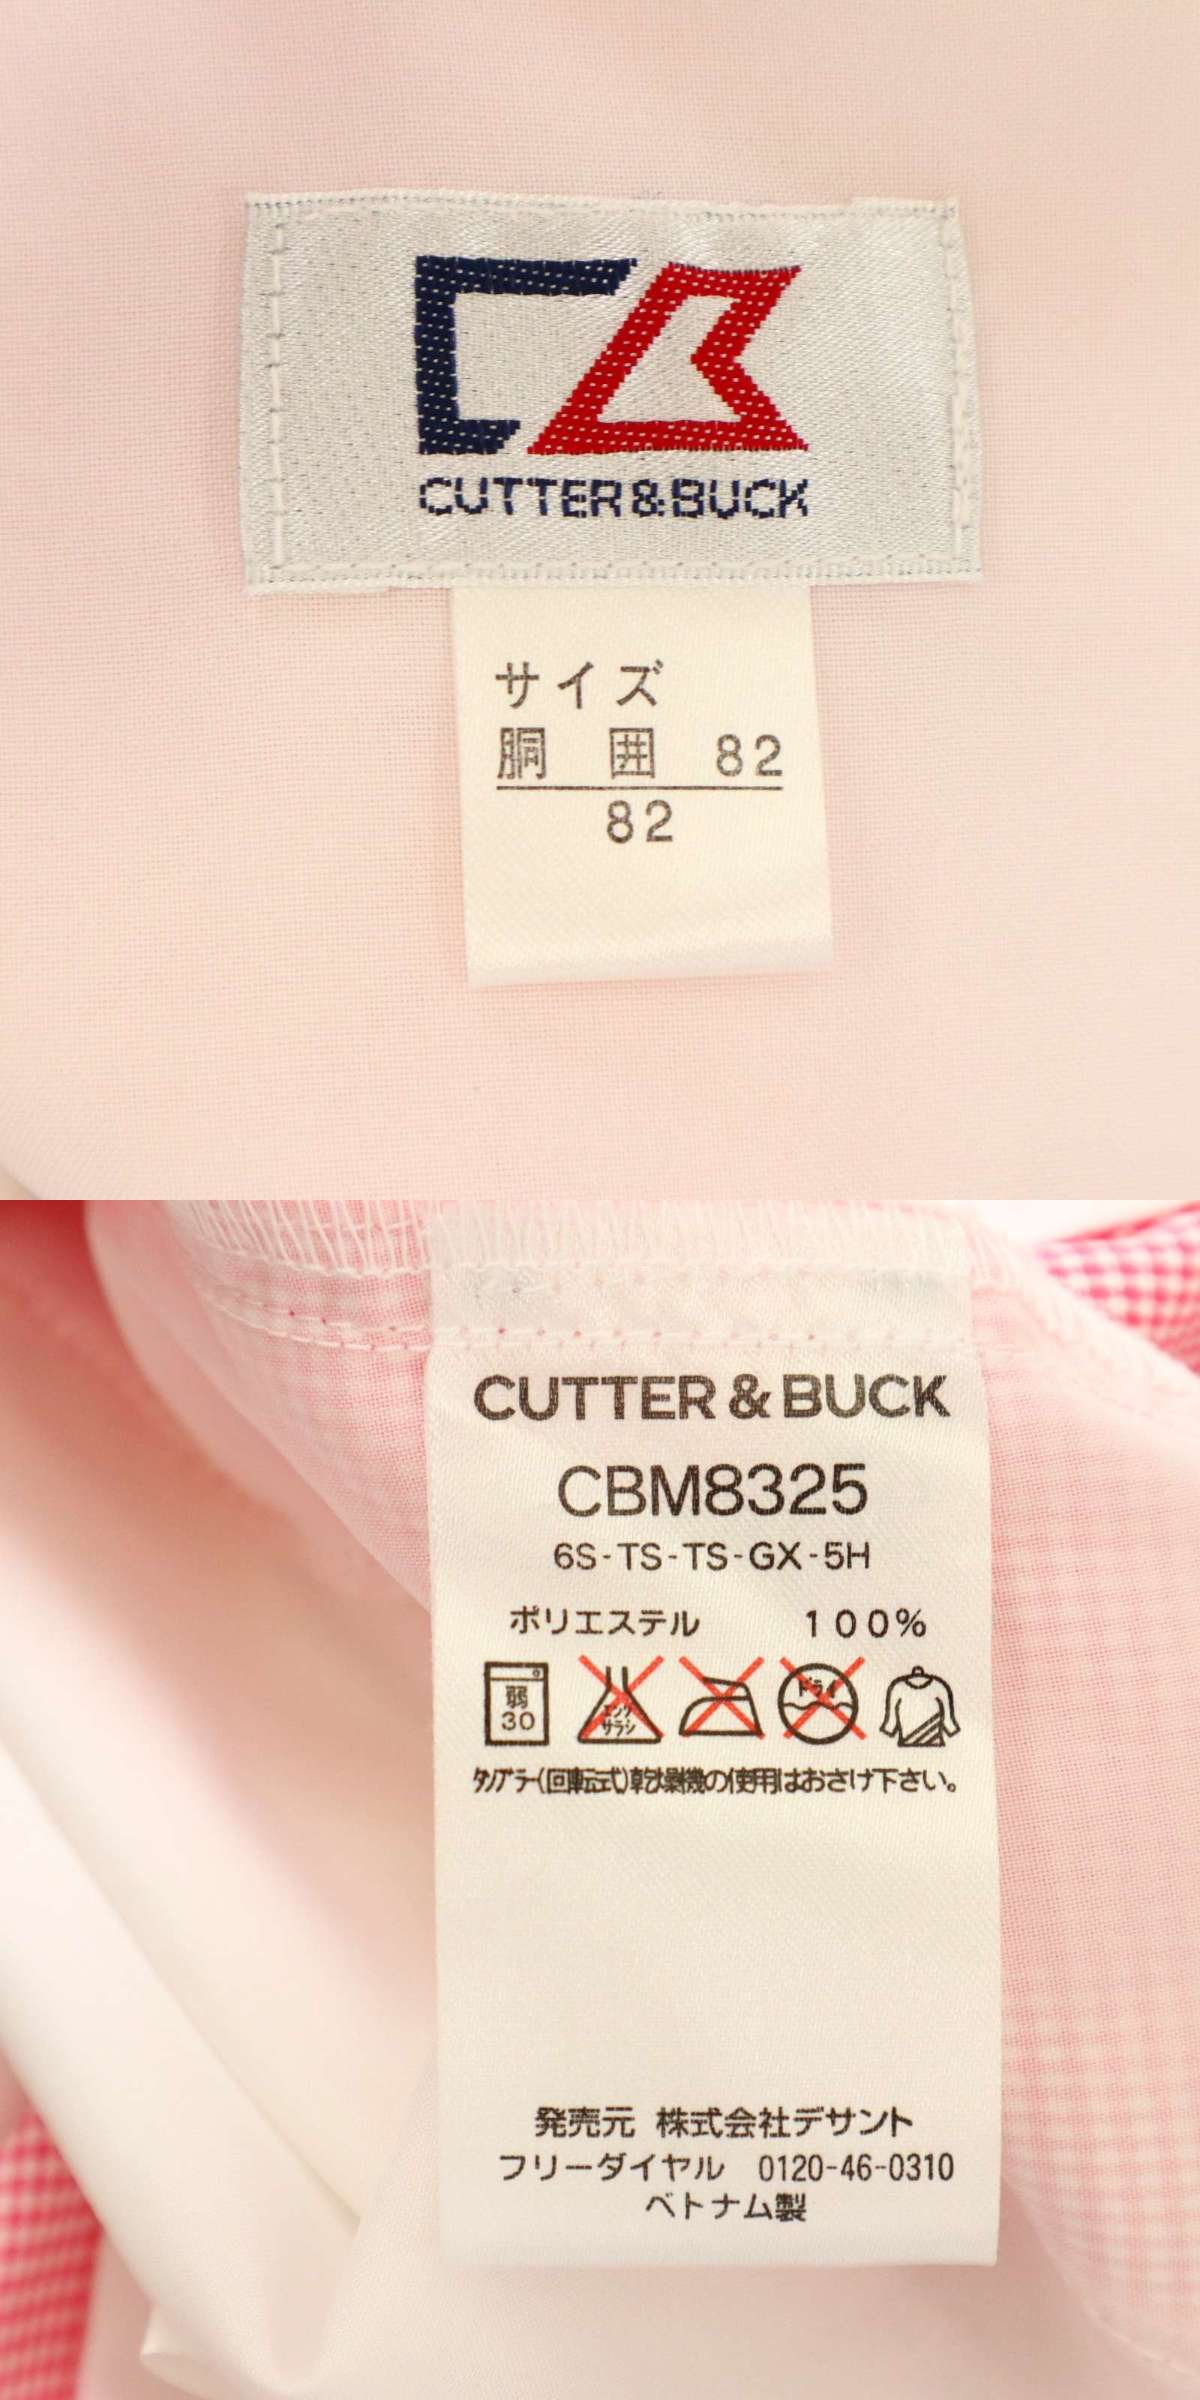 CUTTER&BUCK
サイズ
胴 囲 82
82
CUTTER & BUCK
CBM8325
6S-TS-TS-GX-5H
ポリエステル 100%
弱 30
エンソ サラシ
ドライ
タンブラー(回転式)乾燥機の使用はおさけ下さい。
発売元 株式会社デサント
フリーダイヤル 0120-46-0310
ベトナム製